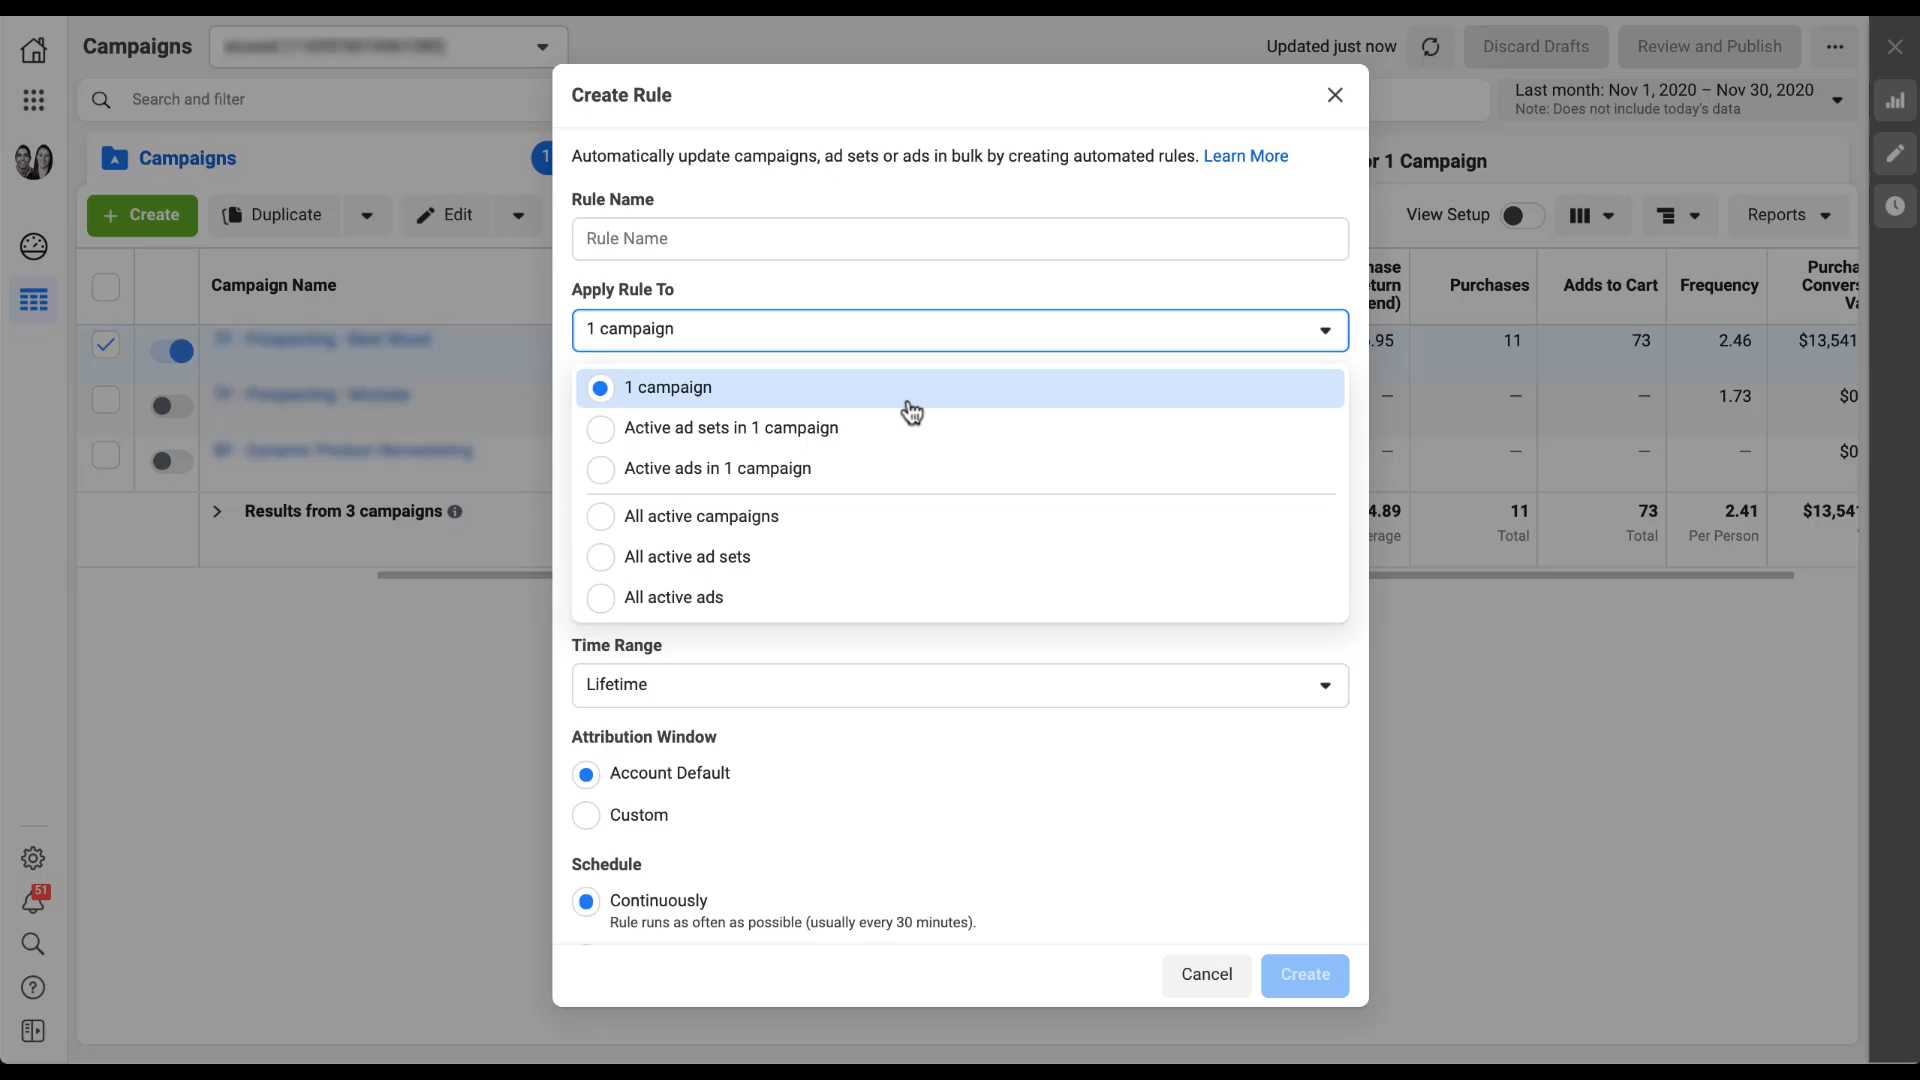 Campaigns
Updated just now
Discard Drafts
Review and Publish
Search and filter
Last month: Nov 1, 2020 – Nov 30, 2020
Note: Does not include today's data
Campaigns
1
or 1 Campaign
+ Create
Duplicate
Edit
View Setup
Reports
Campaign Name
Purchases
Adds to Cart
Frequency
.95
11
73
2.46
$13,541
—
—
—
1.73
$0
—
—
—
—
$0
Results from 3 campaigns
4.89
11
Total
73
Total
2.41
Per Person
$13,54
51
Create Rule
Automatically update campaigns, ad sets or ads in bulk by creating automated rules. Learn More
Rule Name
Rule Name
Apply Rule To
1 campaign
1 campaign
Active ad sets in 1 campaign
Active ads in 1 campaign
All active campaigns
All active ad sets
All active ads
Time Range
Lifetime
Attribution Window
Account Default
Custom
Schedule
Continuously
Rule runs as often as possible (usually every 30 minutes).
Cancel
Create